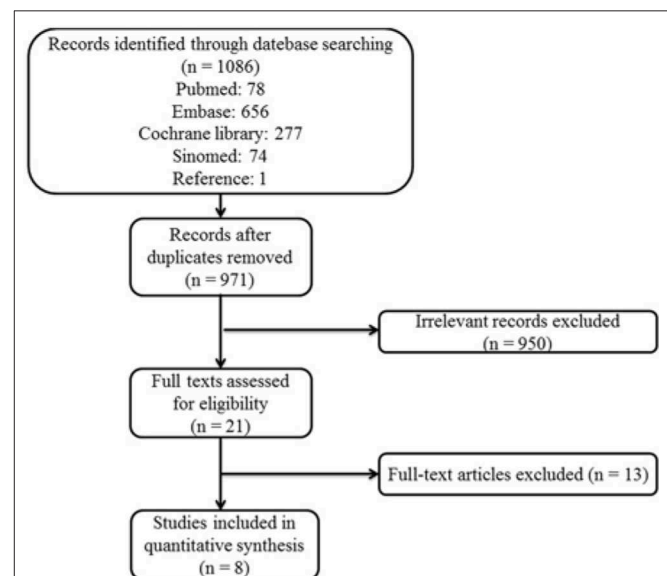 Records identified through datebase searching
(n = 1086)
Pubmed: 78
Embase: 656
Cochrane library: 277
Sinomed: 74
Reference: 1
Records after
duplicates removed
(n = 971)
Irrelevant records excluded
(n = 950)
Full texts assessed
for eligibility
(n = 21)
Full-text articles excluded (n = 13)
Studies included in
quantitative synthesis
(n = 8)